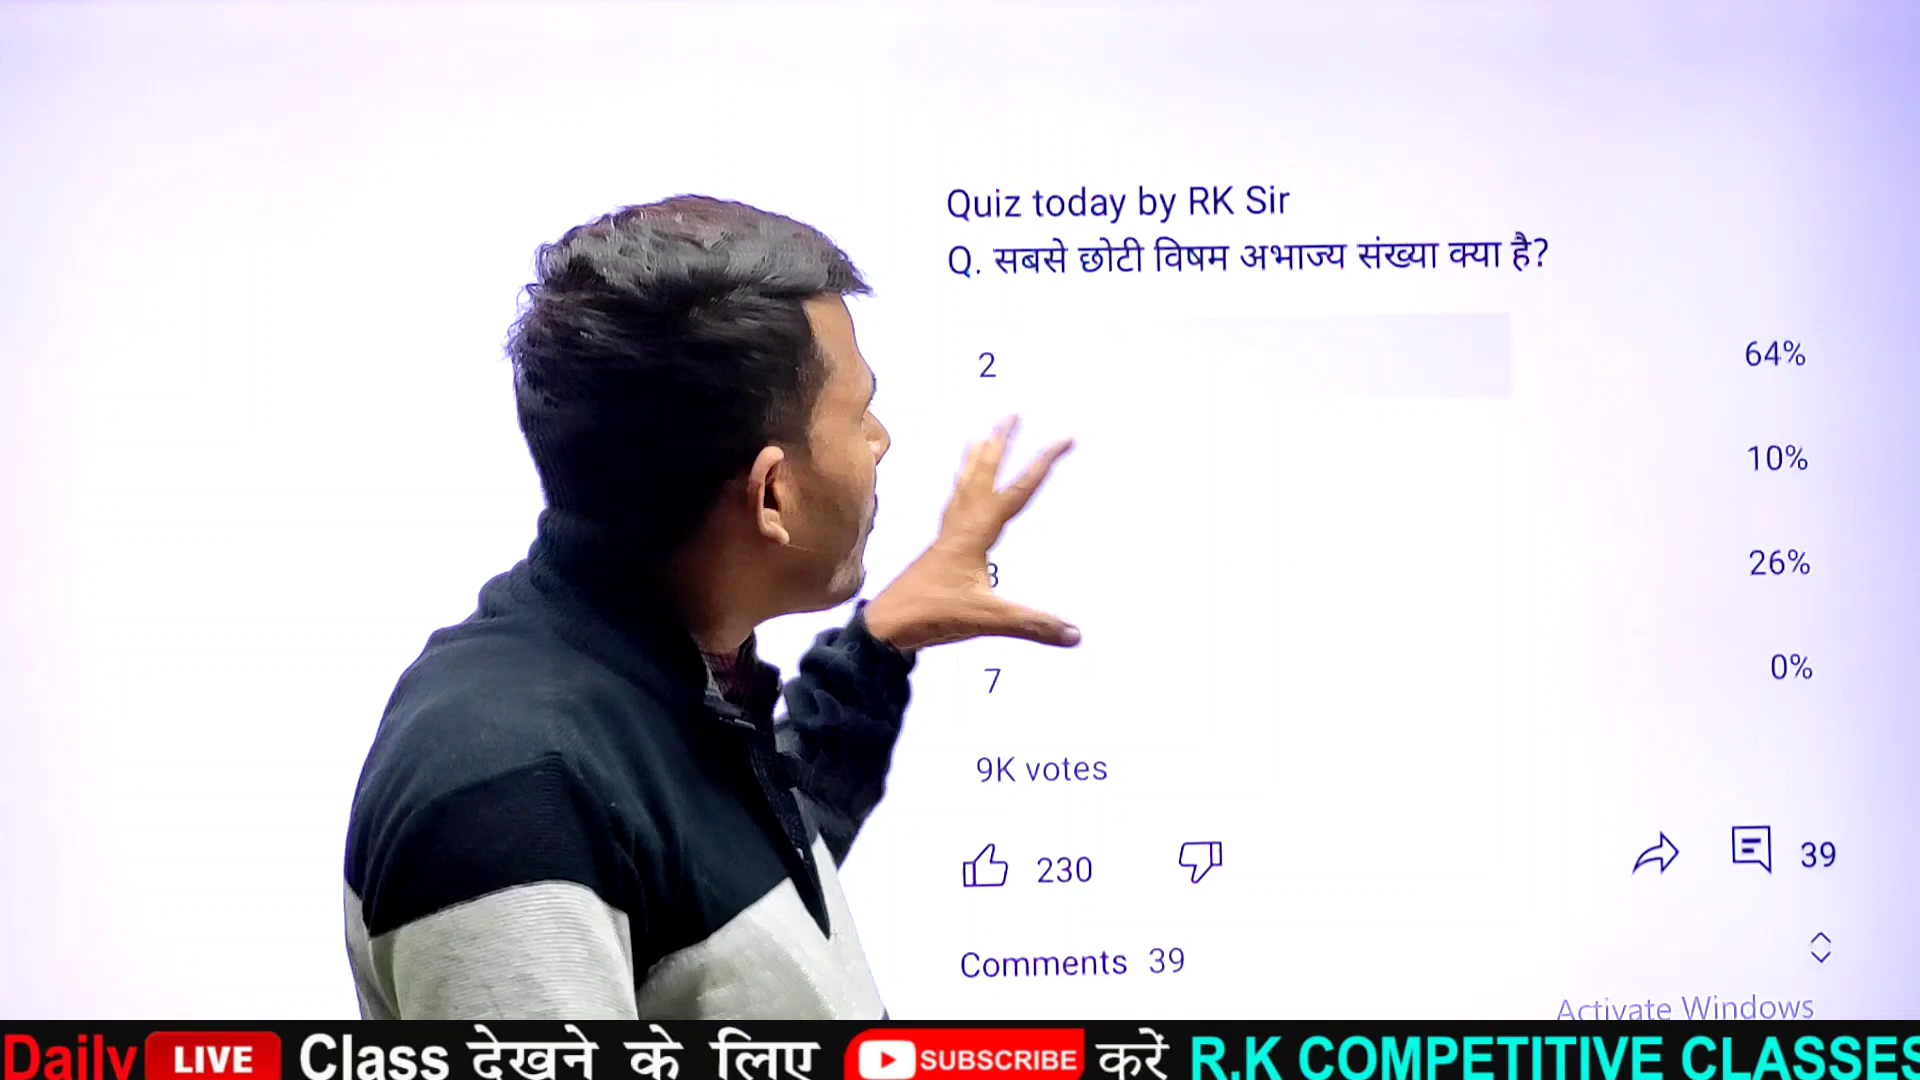 Quiz today by RK Sir
Q. सबसे छोटी विषम अभाज्य संख्या क्या है?
2 64%
10%
3 26%
7 0%
9K votes
230 39
Comments 39
Activate Windows
Daily LIVE Class देखने के लिए SUBSCRIBE करें R.K COMPETITIVE CLASSES